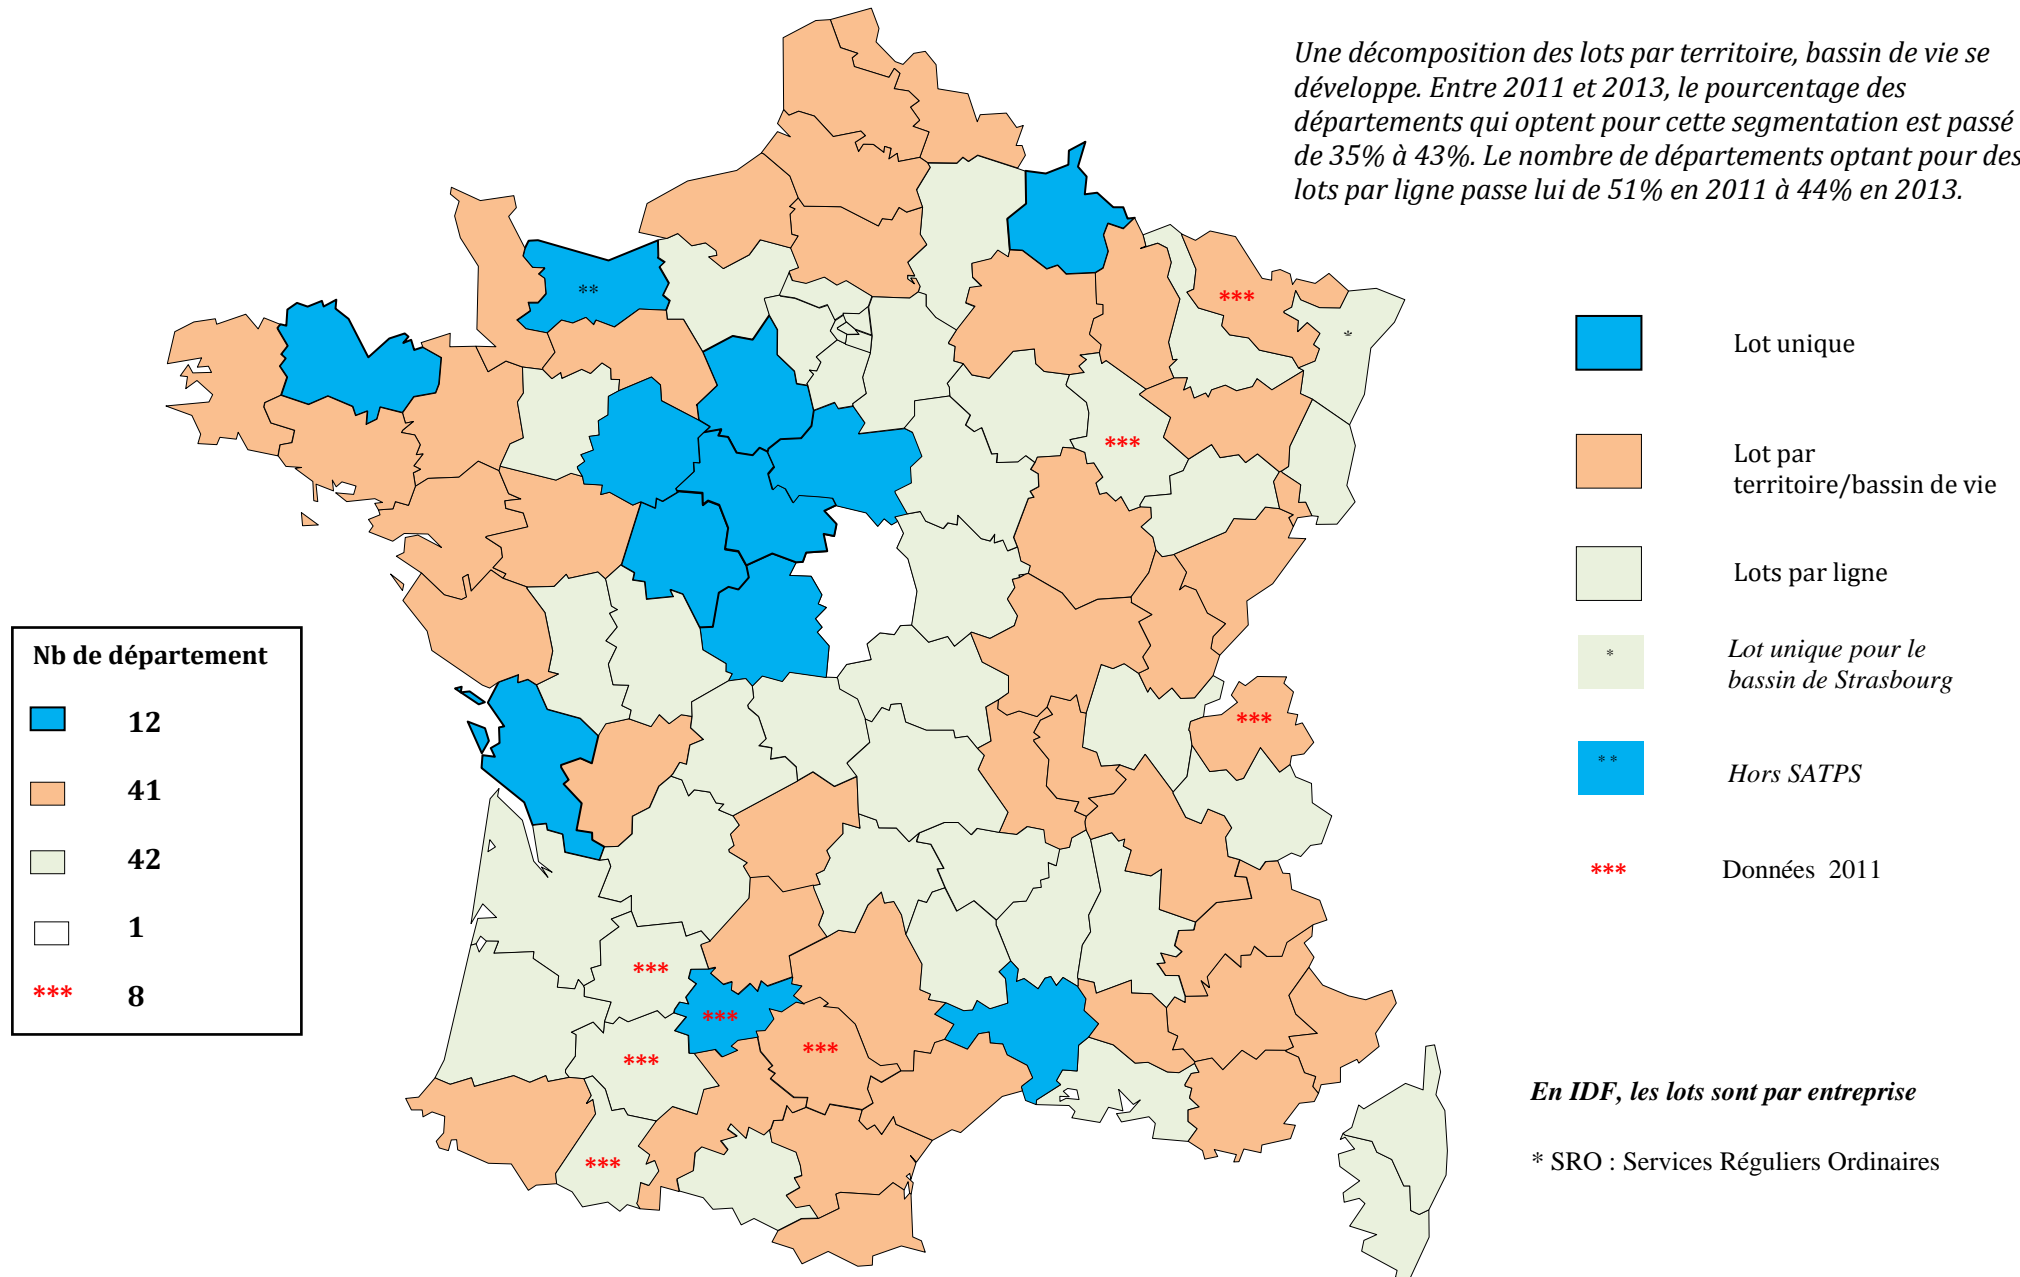 Une décomposition des lots par territoire, bassin de vie se
développe. Entre 2011 et 2013, le pourcentage des
départements qui optent pour cette segmentation est passé
de 35% à 43%. Le nombre de départements optant pour des
lots par ligne passe lui de 51% en 2011 à 44% en 2013.
**
***
*
***
***
***
***
***
***
***
Lot unique
Lot par
territoire/bassin de vie
Lots par ligne
*
Lot unique pour le
bassin de Strasbourg
**
Hors SATPS
***
Données 2011
Nb de département
12
41
42
1
***
8
En IDF, les lots sont par entreprise
* SRO : Services Réguliers Ordinaires